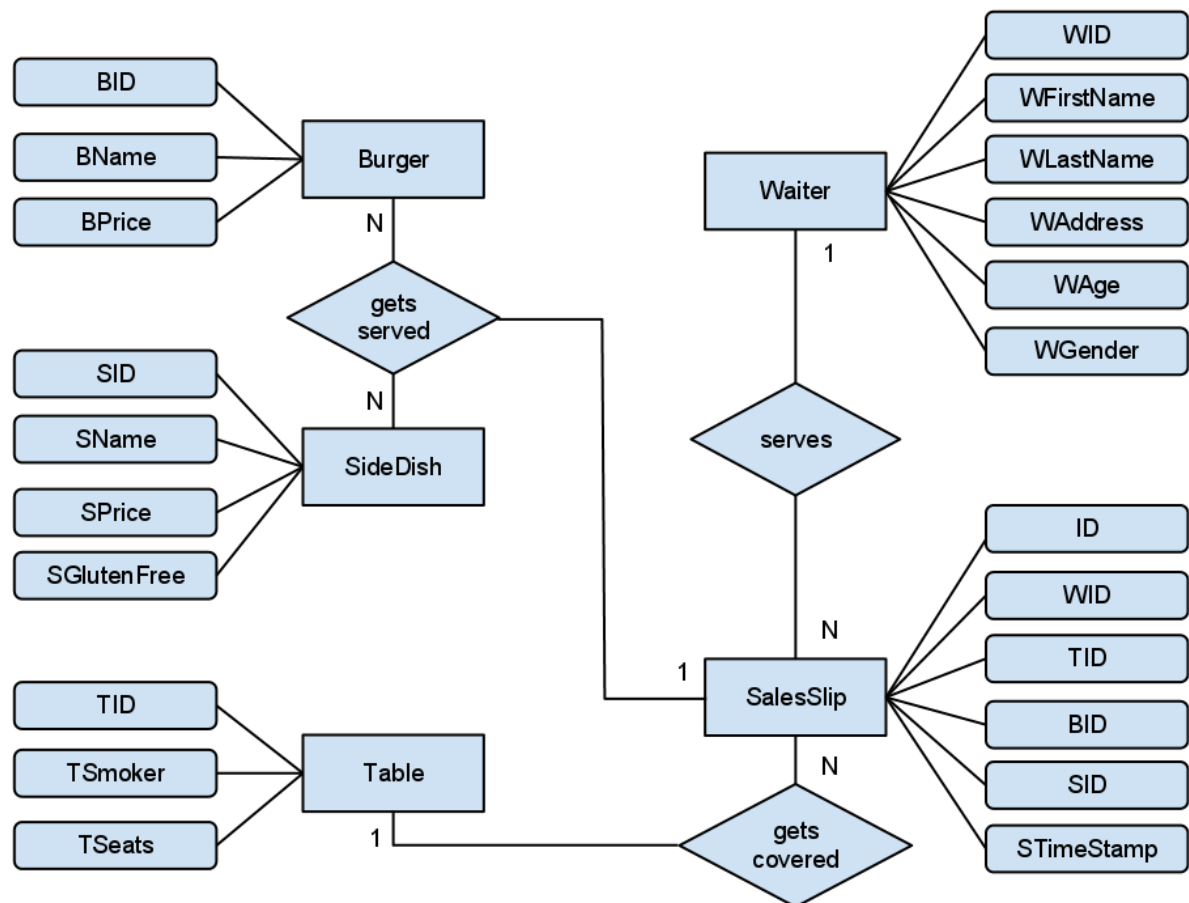 BID
BName
BPrice
Burger
N
gets
served
N
SideDish
SID
SName
SPrice
SGlutenFree
TID
TSmoker
TSeats
Table
1
WID
WFirstName
WLastName
WAddress
WAge
WGender
Waiter
1
serves
N
1
SalesSlip
N
gets
covered
ID
WID
TID
BID
SID
STimeStamp